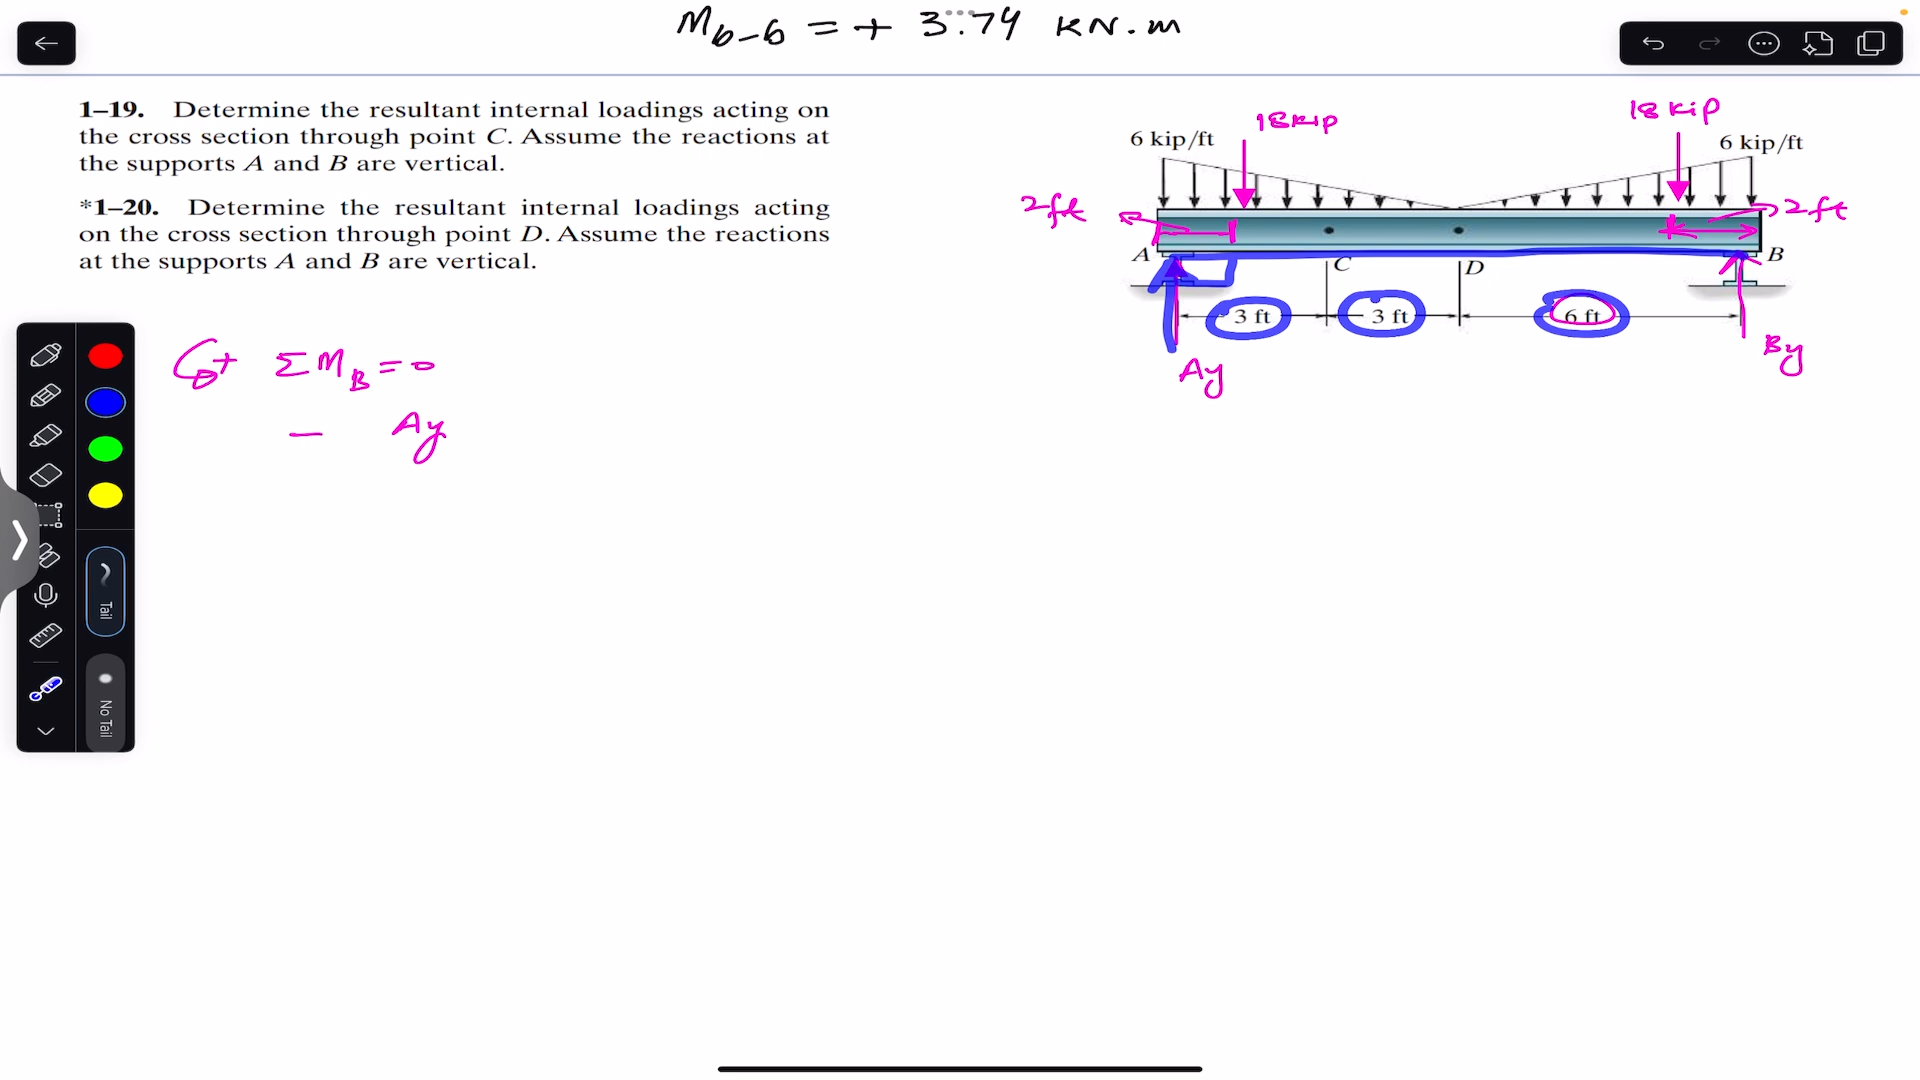 M b-b = + 3.74 KN.m
1–19. Determine the resultant internal loadings acting on
the cross section through point C. Assume the reactions at
the supports A and B are vertical.
*1–20. Determine the resultant internal loadings acting
on the cross section through point D. Assume the reactions
at the supports A and B are vertical.
18kip
18 kip
6 kip/ft
6 kip/ft
2ft
2ft
A
C
D
B
3 ft
3 ft
6 ft
Ay
By
+ ΣM_B = 0
− Ay
Tail
No Tail